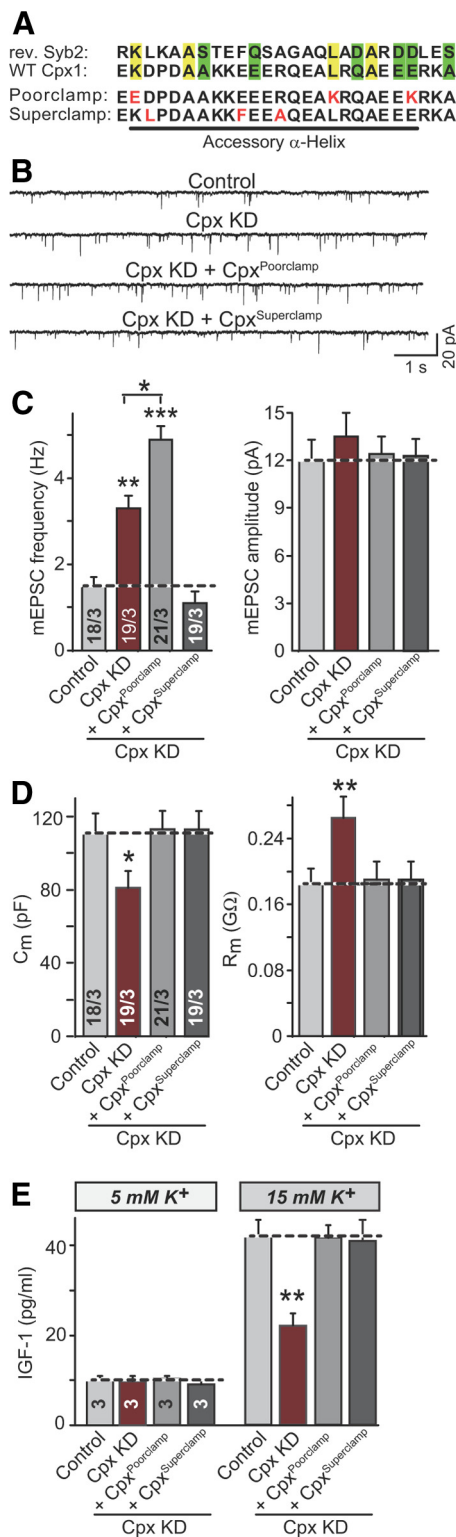 A
rev. Syb2: RKLKAASTEFQSAGAQLADARDDLES
WT Cpx1: EKDPDAAKKEEERQEALRQAEEERKA
Poorclamp: EEDPDAAKKEEERQEAKRQAEEKRKA
Superclamp: EKLPDAAKKFEEAQEALRQAEEERKA
Accessory α-Helix
B
Control
Cpx KD
Cpx KD + Cpx^Poorclamp
Cpx KD + Cpx^Superclamp
1 s
20 pA
C
mEPSC frequency (Hz)
4
2
0
*
**
***
18/3
19/3
21/3
19/3
Control
Cpx KD
+ Cpx^Poorclamp
+ Cpx^Superclamp
Cpx KD
mEPSC amplitude (pA)
15
12
9
6
3
0
Control
Cpx KD
+ Cpx^Poorclamp
+ Cpx^Superclamp
Cpx KD
D
Cm (pF)
120
80
40
0
*
18/3
19/3
21/3
19/3
Control
Cpx KD
+ Cpx^Poorclamp
+ Cpx^Superclamp
Cpx KD
Rm (GΩ)
0.24
0.16
0.08
0
**
Control
Cpx KD
+ Cpx^Poorclamp
+ Cpx^Superclamp
Cpx KD
E
5 mM K+
15 mM K+
IGF-1 (pg/ml)
40
20
0
**
3
3
3
3
Control
Cpx KD
+ Cpx^Poorclamp
+ Cpx^Superclamp
Cpx KD
Control
Cpx KD
+ Cpx^Poorclamp
+ Cpx^Superclamp
Cpx KD